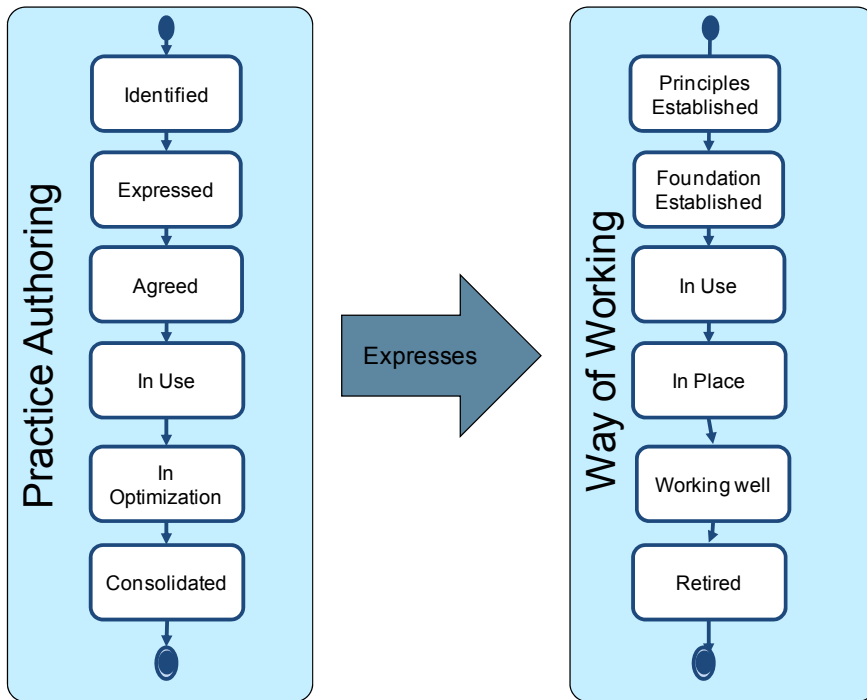 Practice Authoring
Identified
Expressed
Agreed
In Use
In
Optimization
Consolidated
Expresses
Way of Working
Principles
Established
Foundation
Established
In Use
In Place
Working well
Retired